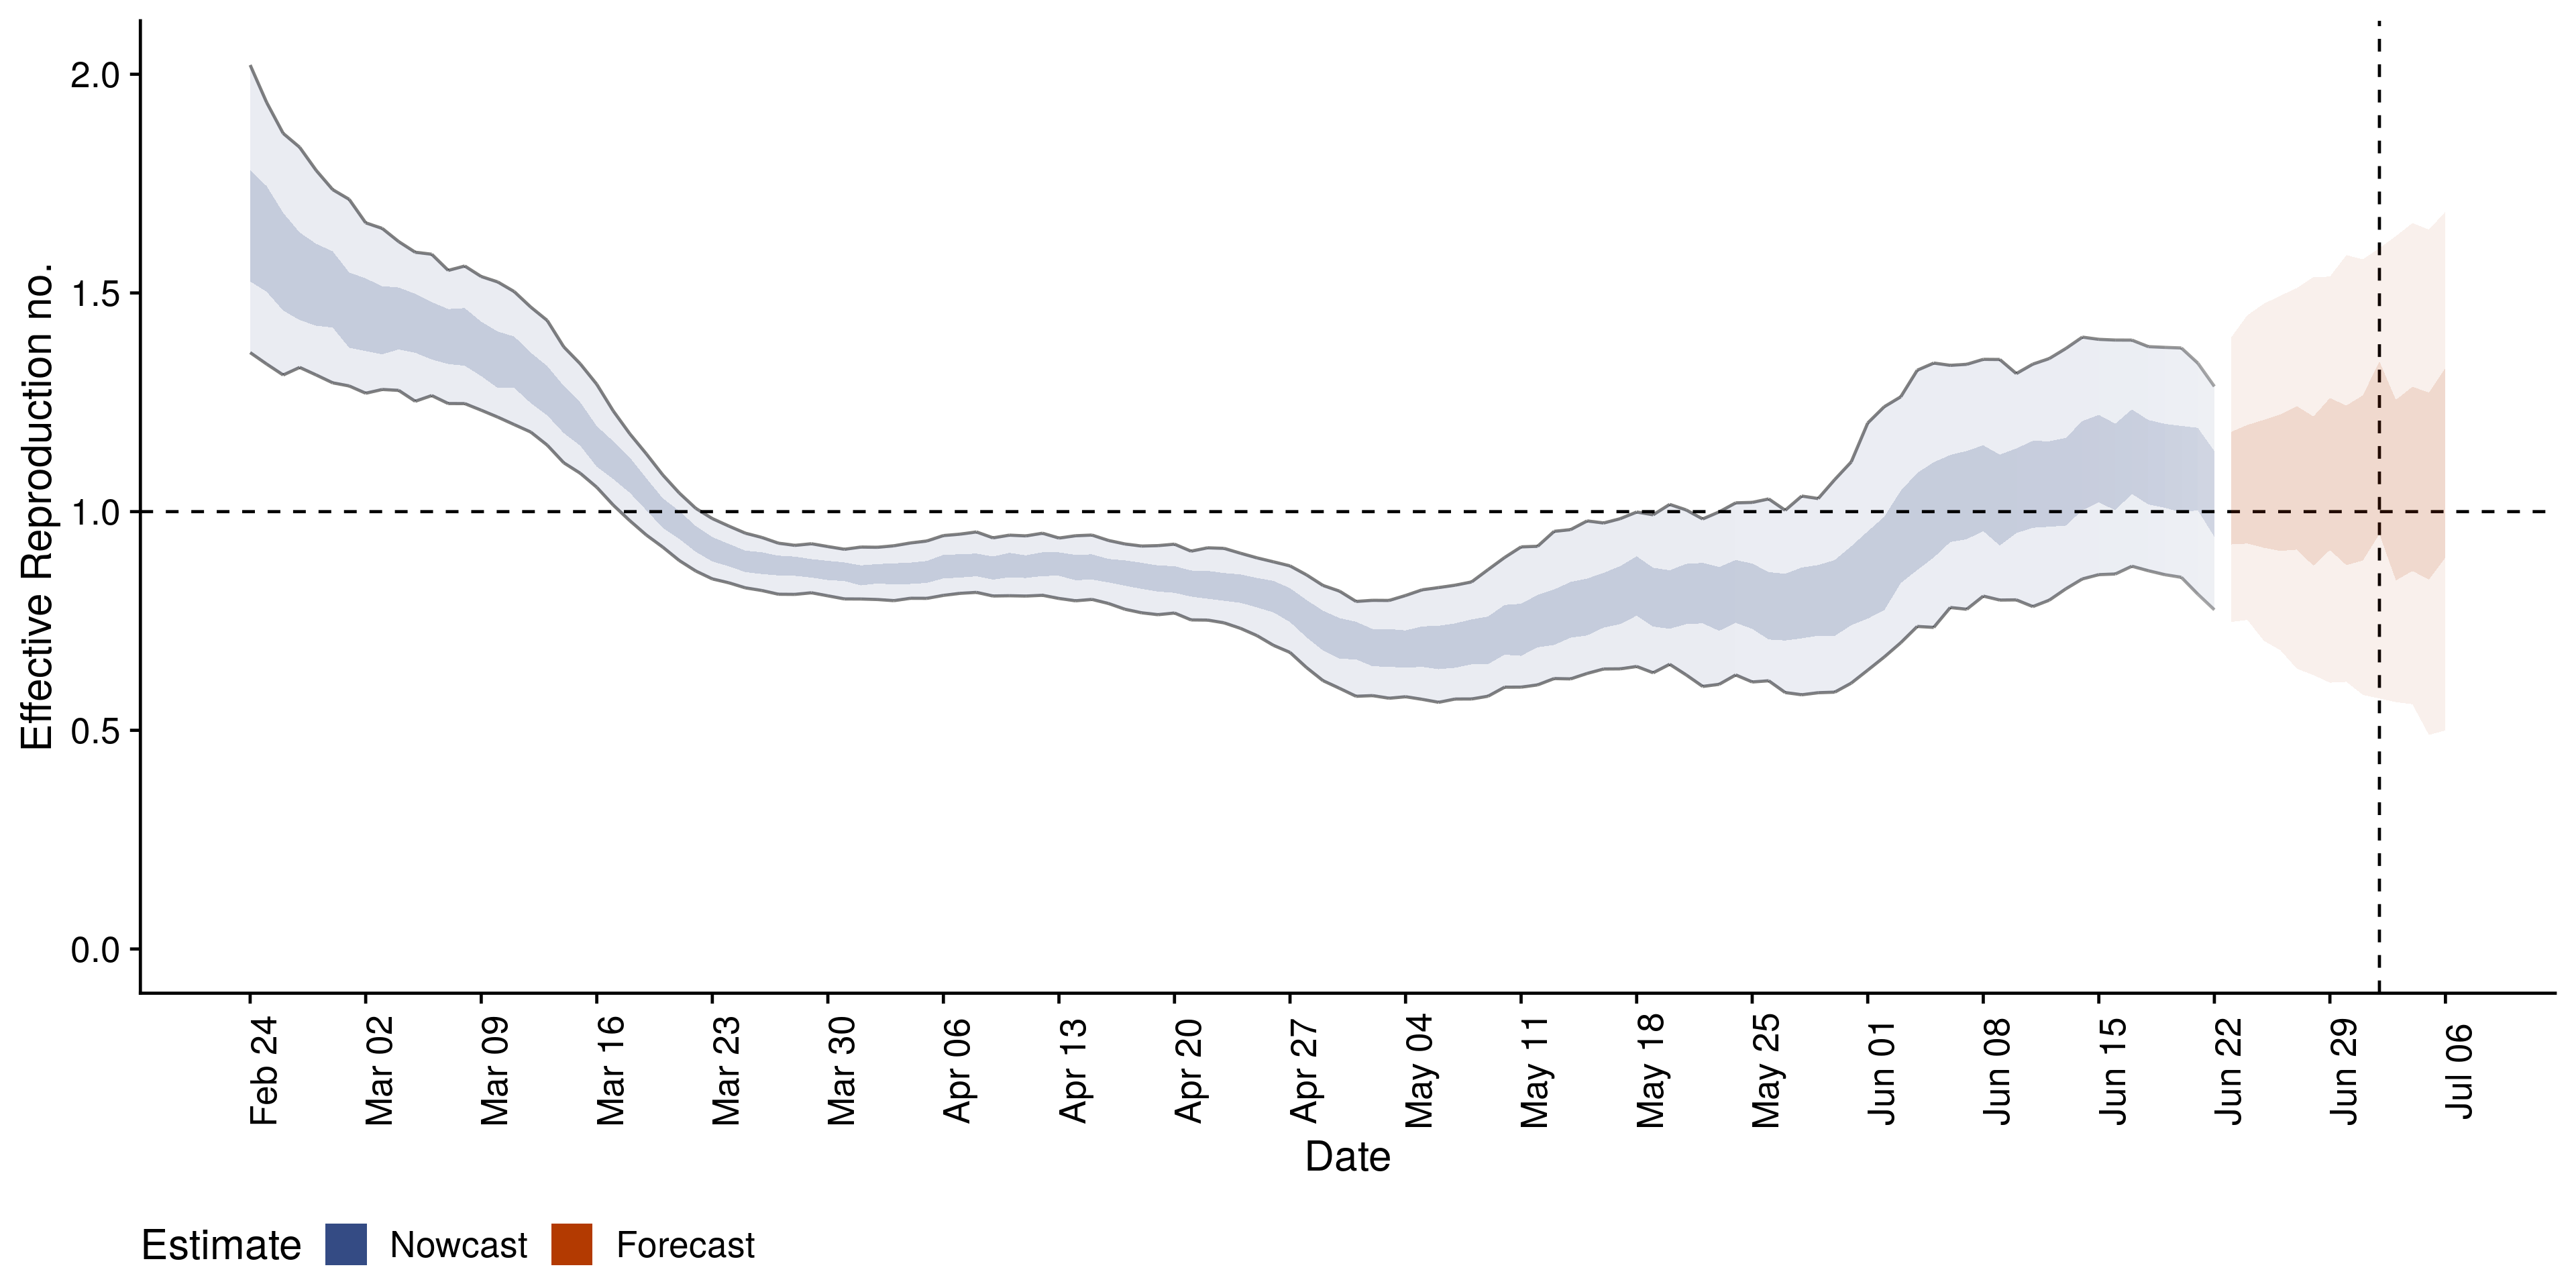 Effective Reproduction no.
2.0
1.5
1.0
0.5
0.0
Feb 24
Mar 02
Mar 09
Mar 16
Mar 23
Mar 30
Apr 06
Apr 13
Apr 20
Apr 27
May 04
May 11
May 18
May 25
Jun 01
Jun 08
Jun 15
Jun 22
Jun 29
Jul 06
Date
Estimate Nowcast Forecast